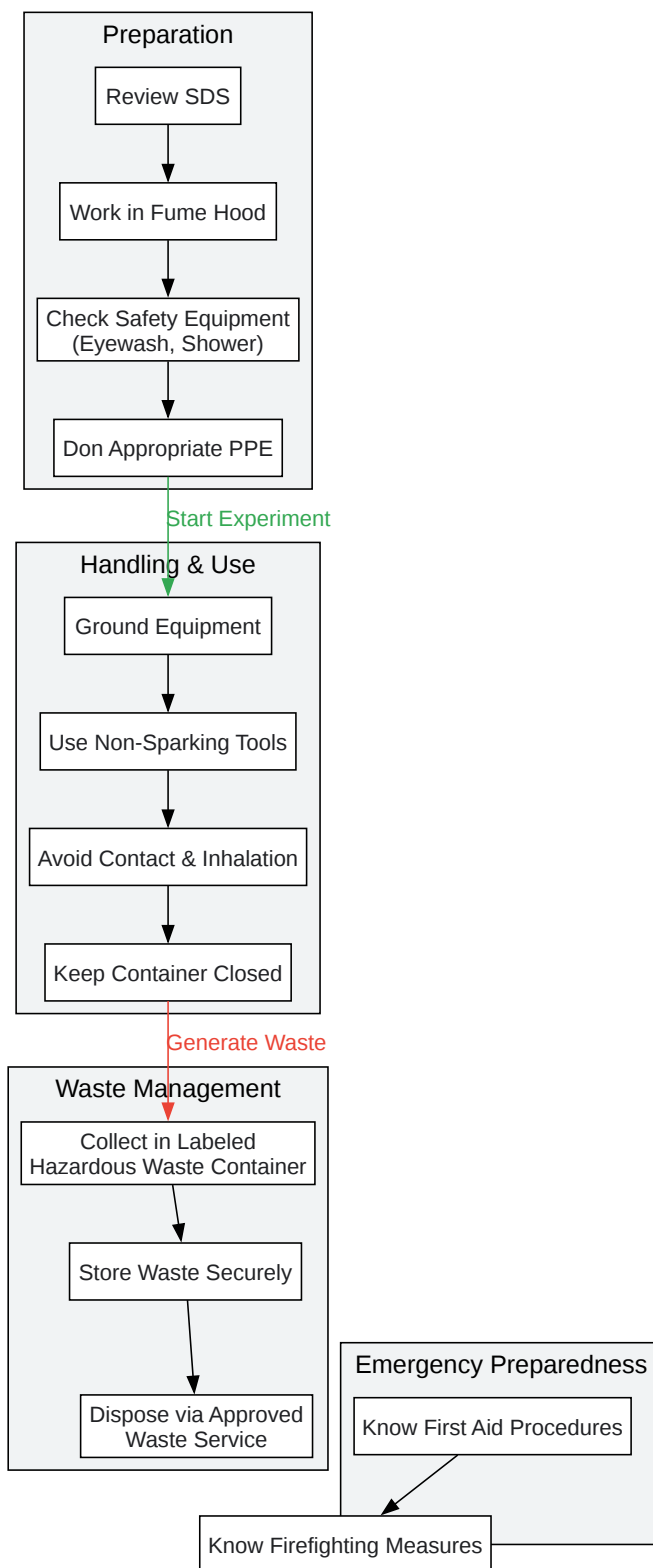 Preparation
Review SDS
Work in Fume Hood
Check Safety Equipment
(Eyewash, Shower)
Don Appropriate PPE
Start Experiment
Handling & Use
Ground Equipment
Use Non-Sparking Tools
Avoid Contact & Inhalation
Keep Container Closed
Generate Waste
Waste Management
Collect in Labeled
Hazardous Waste Container
Store Waste Securely
Dispose via Approved
Waste Service
Emergency Preparedness
Know First Aid Procedures
Know Firefighting Measures